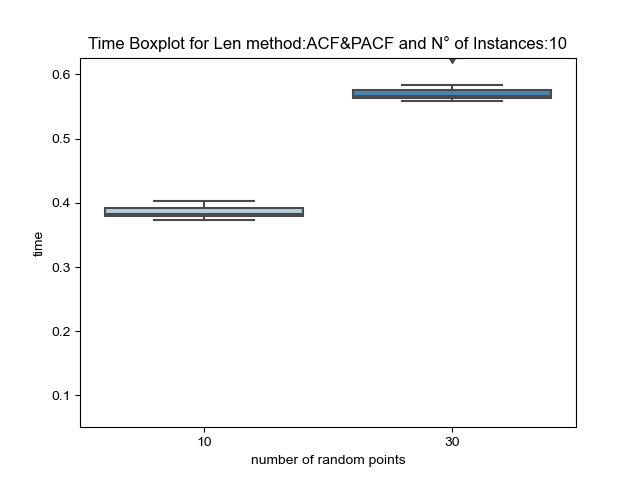 Time Boxplot for Len method:ACF&PACF and N° of Instances:10
0.6
0.5
0.4
0.3
0.2
0.1
time
10
30
number of random points